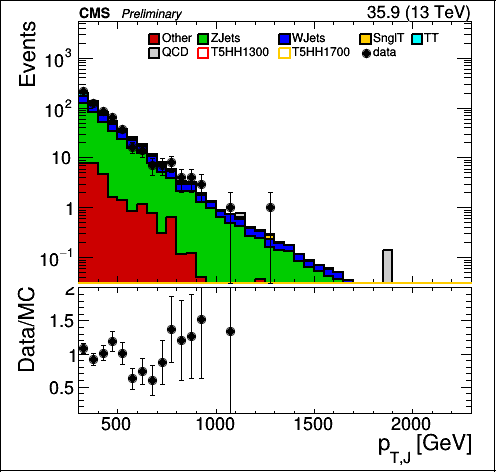 CMS Preliminary 35.9 (13 TeV)
Events
Other ZJets WJets SnglT TT
QCD T5HH1300 T5HH1700 data
10³
10²
10
1
10⁻¹
Data/MC
2
1.5
1
0.5
500 1000 1500 2000
p_T,J [GeV]